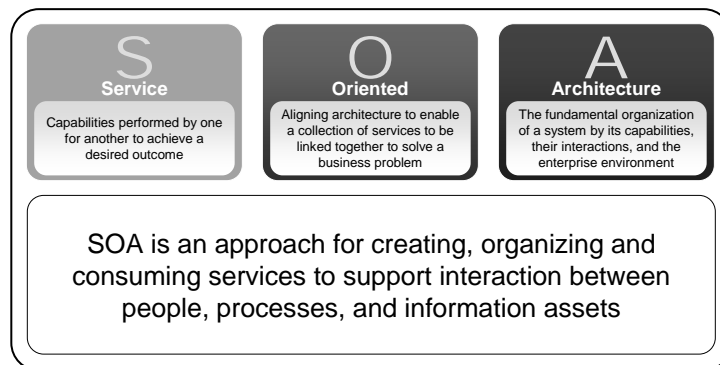 S
Service
Capabilities performed by one
for another to achieve a
desired outcome
O
Oriented
Aligning architecture to enable
a collection of services to be
linked together to solve a
business problem
A
Architecture
The fundamental organization
of a system by its capabilities,
their interactions, and the
enterprise environment
SOA is an approach for creating, organizing and
consuming services to support interaction between
people, processes, and information assets